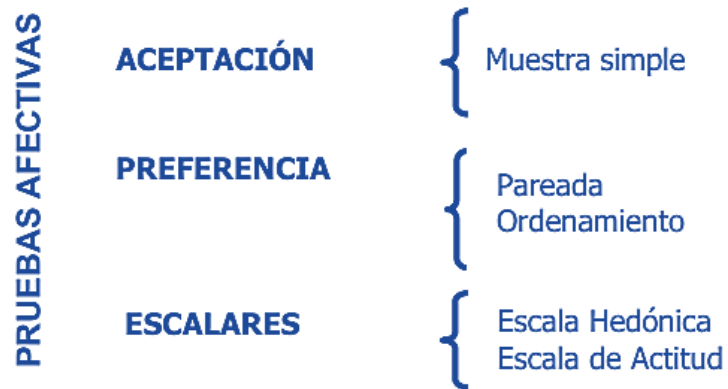 PRUEBAS AFECTIVAS
ACEPTACIÓN
Muestra simple
PREFERENCIA
Pareada
Ordenamiento
ESCALARES
Escala Hedónica
Escala de Actitud